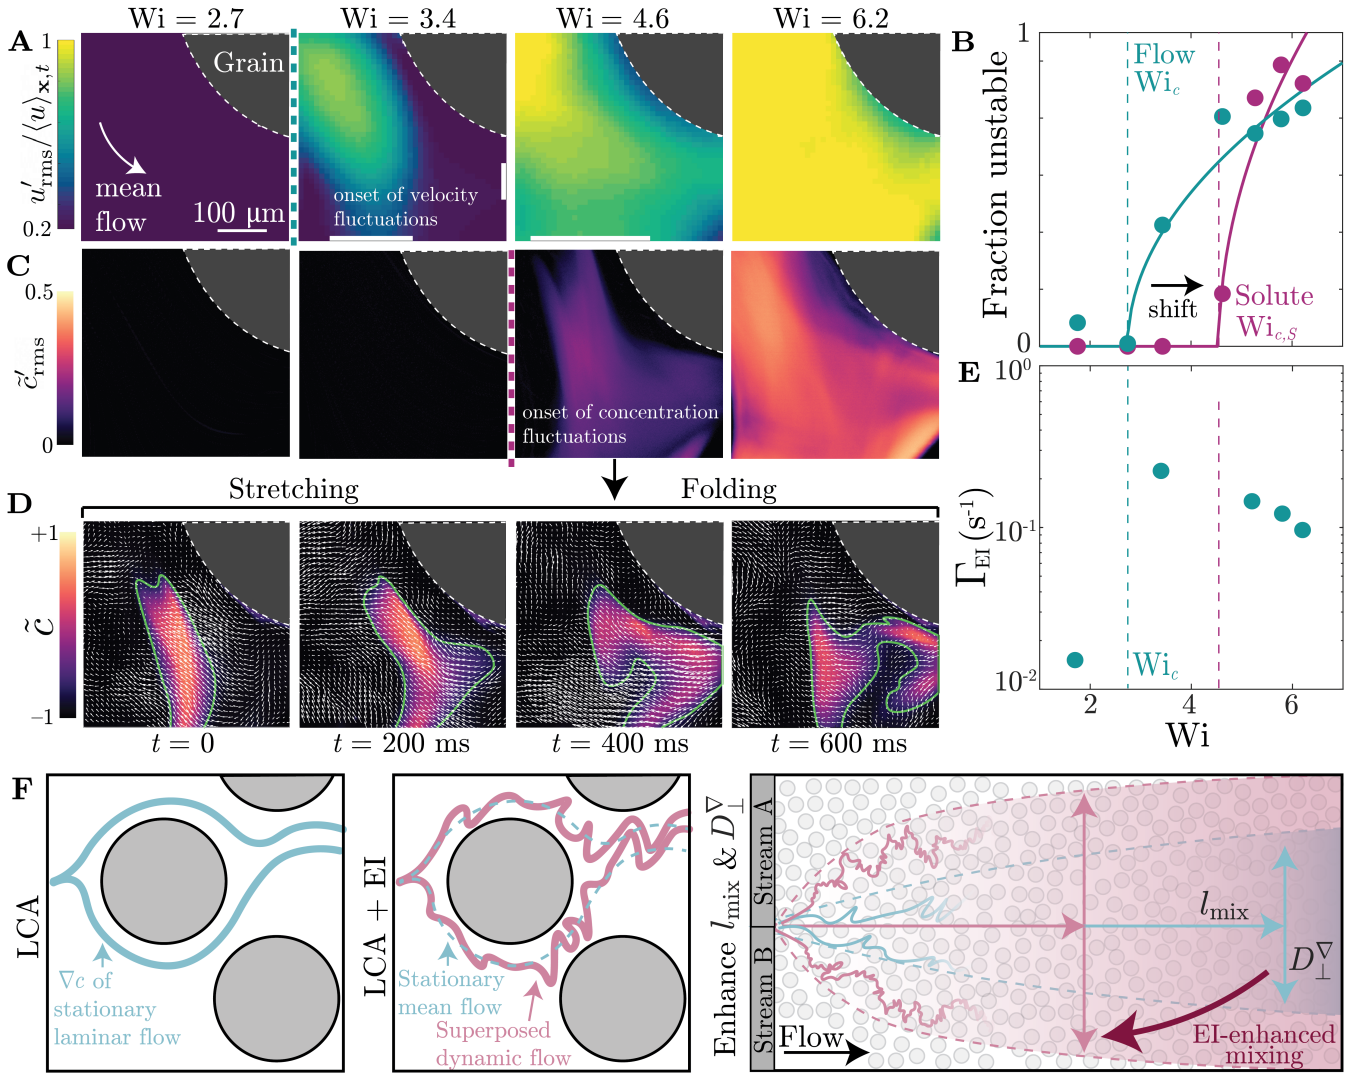 Wi = 2.7
Wi = 3.4
Wi = 4.6
Wi = 6.2
A
1
u′rms/⟨u⟩x,t
0.2
Grain
mean
flow
100 μm
onset of velocity
fluctuations
B
Fraction unstable
1
0
Flow
Wic
shift
Solute
Wic,S
C
0.5
c̃′rms
0
onset of concentration
fluctuations
E
10⁰
10⁻¹
10⁻²
ΓEI (s⁻¹)
Wic
2
4
6
Wi
Stretching
Folding
D
+1
c̃
−1
t = 0
t = 200 ms
t = 400 ms
t = 600 ms
F
LCA
∇c of
stationary
laminar flow
LCA + EI
Stationary
mean flow
Superposed
dynamic flow
Enhance lmix & D⊥∇
Stream A
Stream B
lmix
D⊥∇
Flow
EI-enhanced
mixing